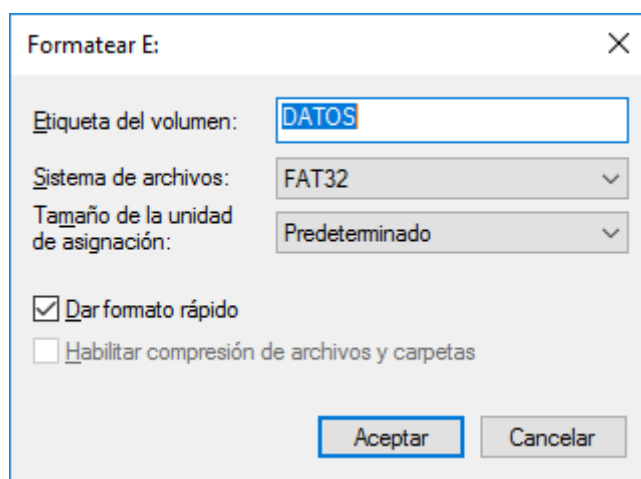 Formatear E:
Etiqueta del volumen:
DATOS
Sistema de archivos:
FAT32
Tamaño de la unidad
de asignación:
Predeterminado
Dar formato rápido
Habilitar compresión de archivos y carpetas
Aceptar
Cancelar